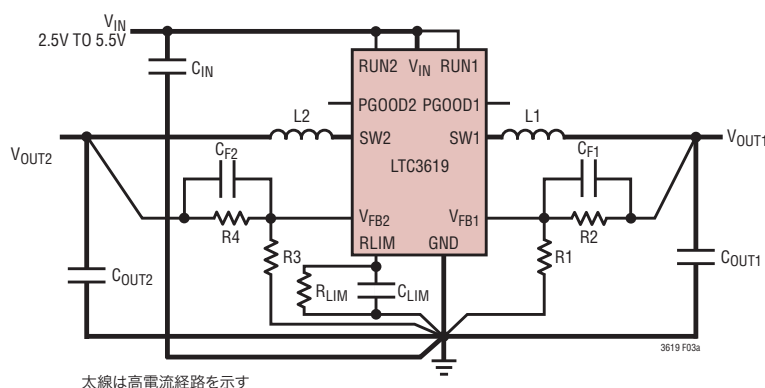 VIN
2.5V TO 5.5V
CIN
RUN2 VIN RUN1
PGOOD2 PGOOD1
L2
L1
VOUT2
SW2 SW1
VOUT1
LTC3619
CF2
CF1
VFB2 VFB1
R4
R2
RLIM GND
R3
R1
COUT2
RLIM
CLIM
COUT1
3619 F03a
太線は高電流経路を示す